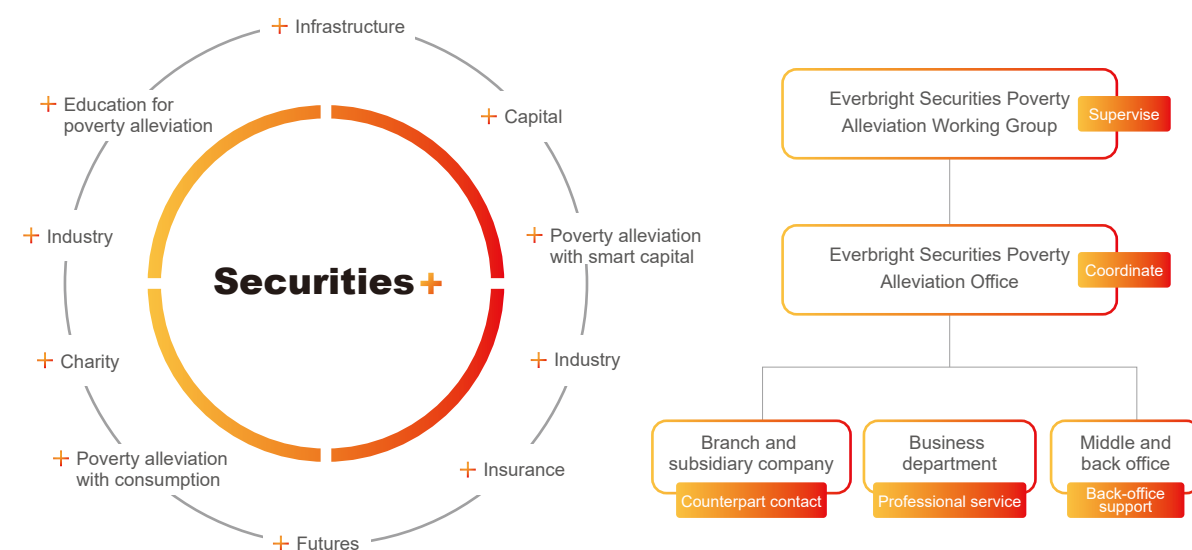 Infrastructure
Capital
Poverty alleviation
with smart capital
Industry
Insurance
Futures
Poverty alleviation
with consumption
Charity
Industry
Education for
poverty alleviation
Securities+
Everbright Securities Poverty
Alleviation Working Group
Supervise
Everbright Securities Poverty
Alleviation Office
Coordinate
Branch and
subsidiary company
Counterpart contact
Business
department
Professional service
Middle and
back office
Back-office
support